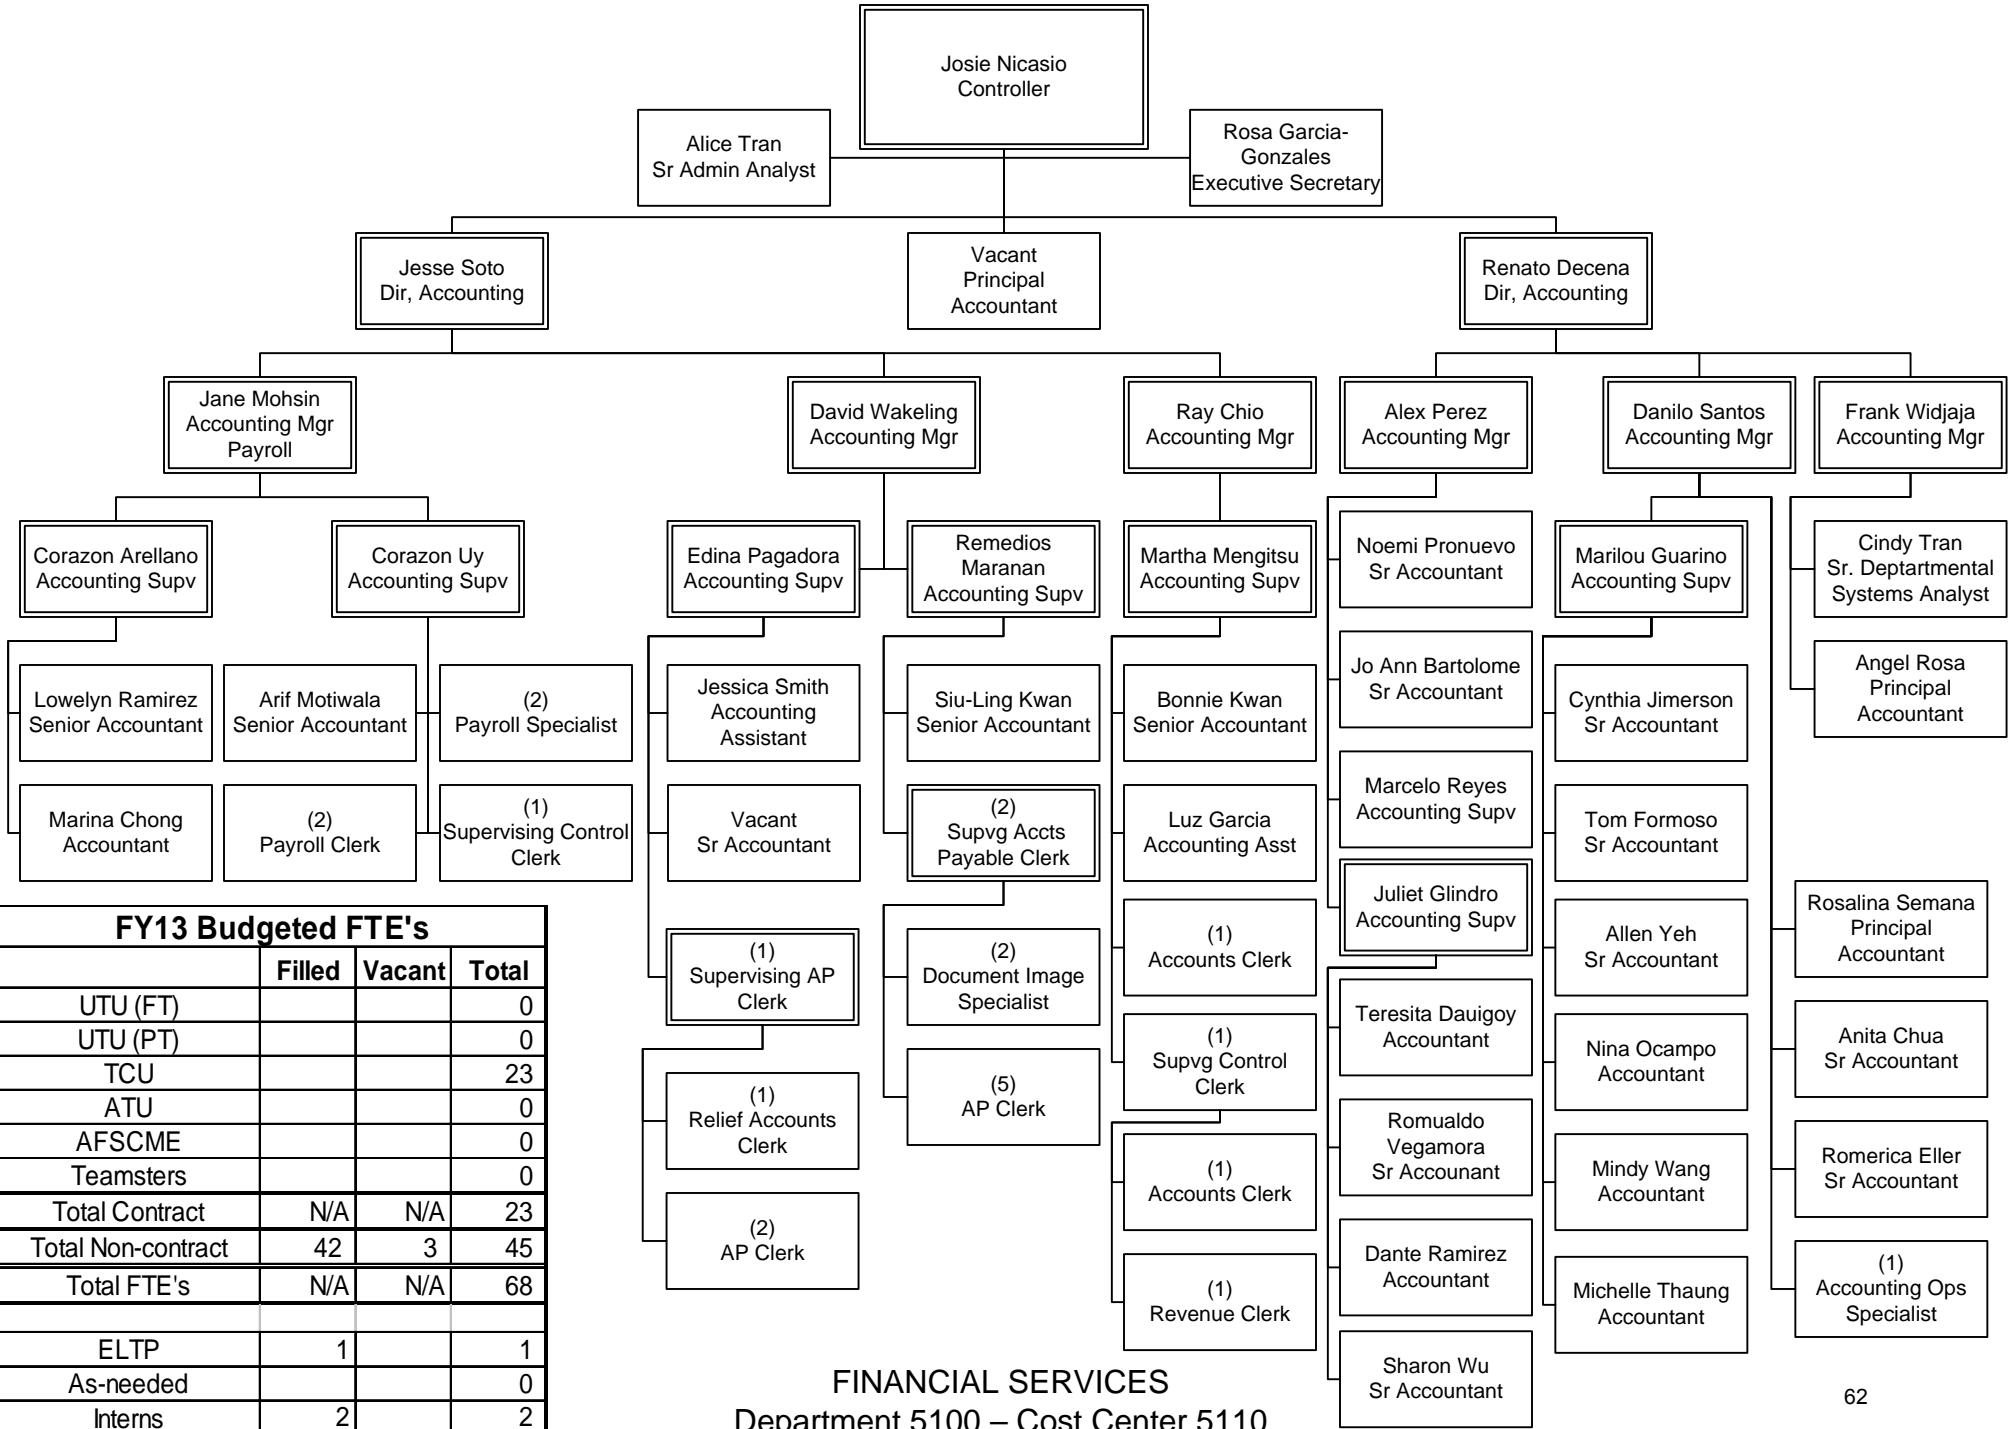 Josie Nicasio
Controller
Alice Tran
Sr Admin Analyst
Rosa Garcia-
Gonzales
Executive Secretary
Jesse Soto
Dir, Accounting
Vacant
Principal
Accountant
Renato Decena
Dir, Accounting
Jane Mohsin
Accounting Mgr
Payroll
David Wakeling
Accounting Mgr
Ray Chio
Accounting Mgr
Alex Perez
Accounting Mgr
Danilo Santos
Accounting Mgr
Frank Widjaja
Accounting Mgr
Corazon Arellano
Accounting Supv
Corazon Uy
Accounting Supv
Edina Pagadora
Accounting Supv
Remedios
Maranan
Accounting Supv
Martha Mengitsu
Accounting Supv
Noemi Pronuevo
Sr Accountant
Marilou Guarino
Accounting Supv
Cindy Tran
Sr. Deptartmental
Systems Analyst
Lowelyn Ramirez
Senior Accountant
Arif Motiwala
Senior Accountant
(2)
Payroll Specialist
Jessica Smith
Accounting
Assistant
Siu-Ling Kwan
Senior Accountant
Bonnie Kwan
Senior Accountant
Jo Ann Bartolome
Sr Accountant
Cynthia Jimerson
Sr Accountant
Angel Rosa
Principal
Accountant
Marina Chong
Accountant
(2)
Payroll Clerk
(1)
Supervising Control
Clerk
Vacant
Sr Accountant
(2)
Supvg Accts
Payable Clerk
Luz Garcia
Accounting Asst
Marcelo Reyes
Accounting Supv
Tom Formoso
Sr Accountant
Juliet Glindro
Accounting Supv
Rosalina Semana
Principal
Accountant
(1)
Supervising AP
Clerk
(2)
Document Image
Specialist
(1)
Accounts Clerk
Allen Yeh
Sr Accountant
Teresita Dauigoy
Accountant
Anita Chua
Sr Accountant
(1)
Relief Accounts
Clerk
(5)
AP Clerk
(1)
Supvg Control
Clerk
Nina Ocampo
Accountant
Romualdo
Vegamora
Sr Accounant
Romerica Eller
Sr Accountant
(2)
AP Clerk
(1)
Accounts Clerk
Mindy Wang
Accountant
Dante Ramirez
Accountant
(1)
Accounting Ops
Specialist
(1)
Revenue Clerk
Michelle Thaung
Accountant
Sharon Wu
Sr Accountant
FY13 Budgeted FTE's
Filled Vacant Total
UTU (FT) 0
UTU (PT) 0
TCU 23
ATU 0
AFSCME 0
Teamsters 0
Total Contract N/A N/A 23
Total Non-contract 42 3 45
Total FTE's N/A N/A 68
ELTP 1 1
As-needed 0
Interns 2 2
FINANCIAL SERVICES
Department 5100 – Cost Center 5110
62